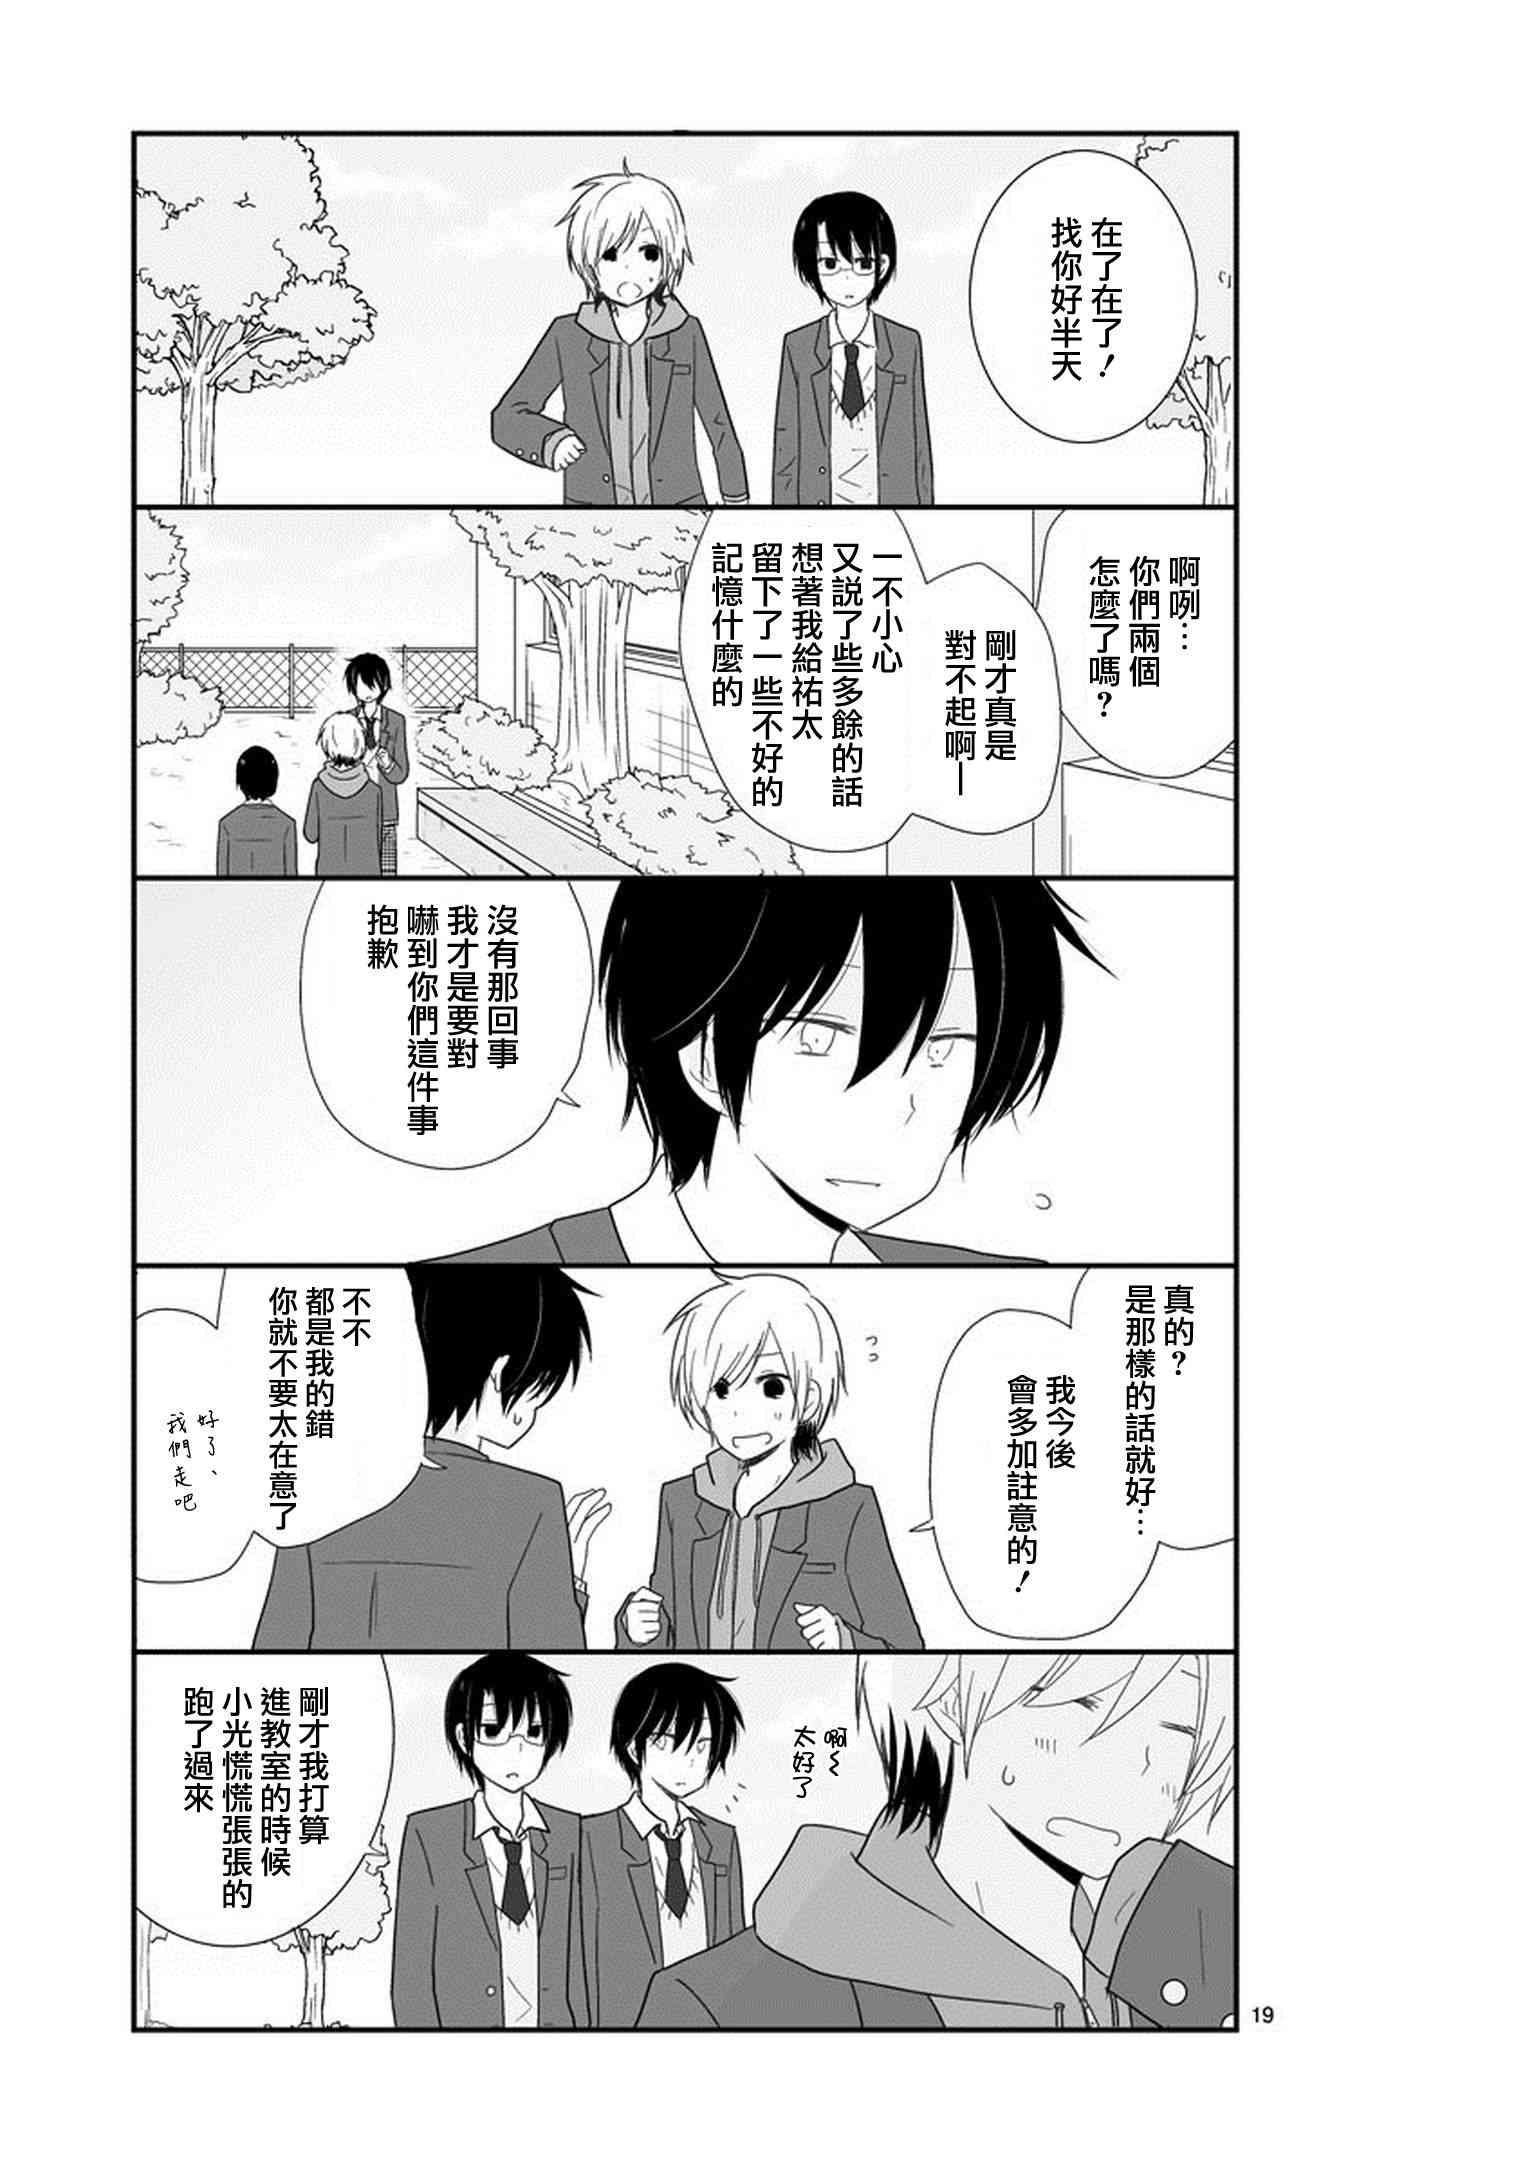 在了在了！
找你好半天
啊咧…
你們兩個
怎麼了嗎？
剛才真是
對不起啊—
一不小心
又說了些多餘的話
想著我給祐太
留下了一些不好的
記憶什麼的
沒有那回事
我才是要對
嚇到你們這件事
抱歉
真的？
是那樣的話就好…
我今後
會多加註意的！
不不
都是我的錯
你就不要太在意了
好了、
我們走吧
啊～
太好了
剛才我打算
進教室的時候
小光慌慌張張的
跑了過來
19